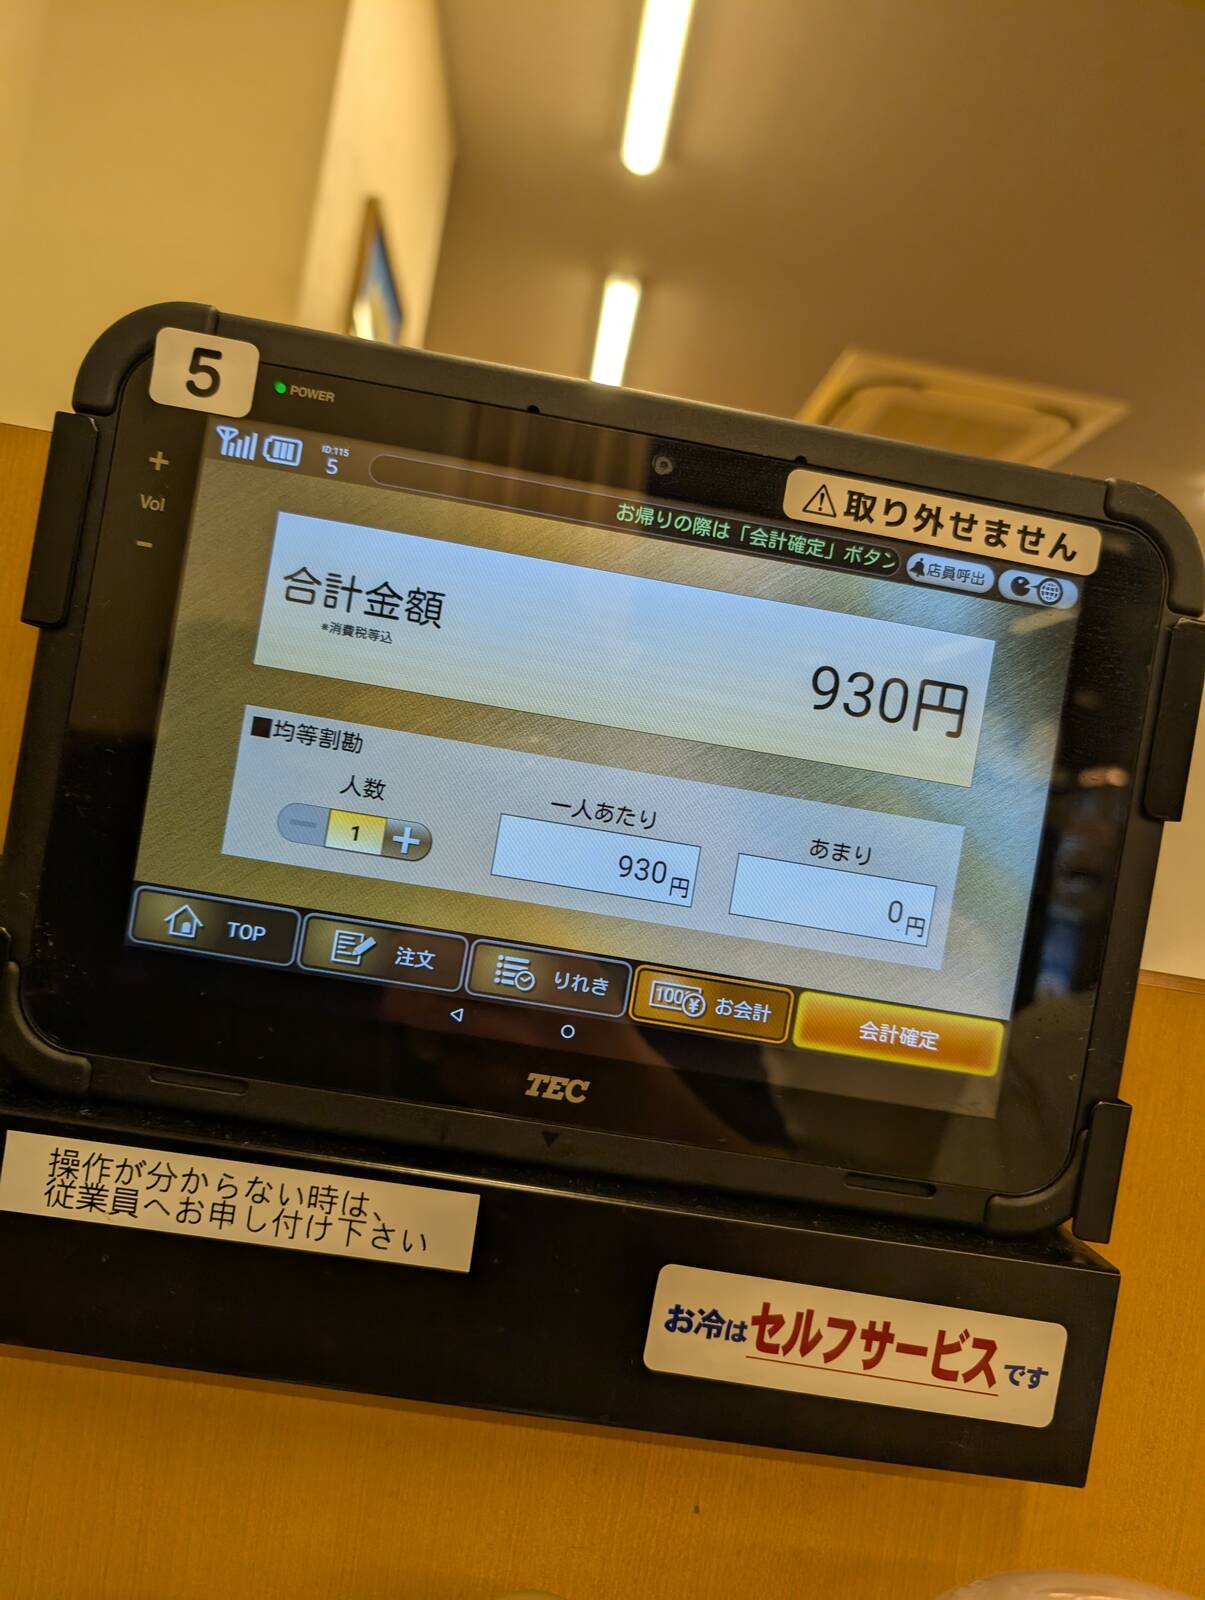 5
POWER
+
Vol
−
ID:115
5
お帰りの際は「会計確定」ボタン
⚠取り外せません
店員呼出
合計金額
*消費税等込
930円
■均等割勘
人数
− 1 +
一人あたり
930円
あまり
0円
TOP
注文
りれき
100¥ お会計
会計確定
TEC
操作が分からない時は、
従業員へお申し付け下さい
お冷はセルフサービスです